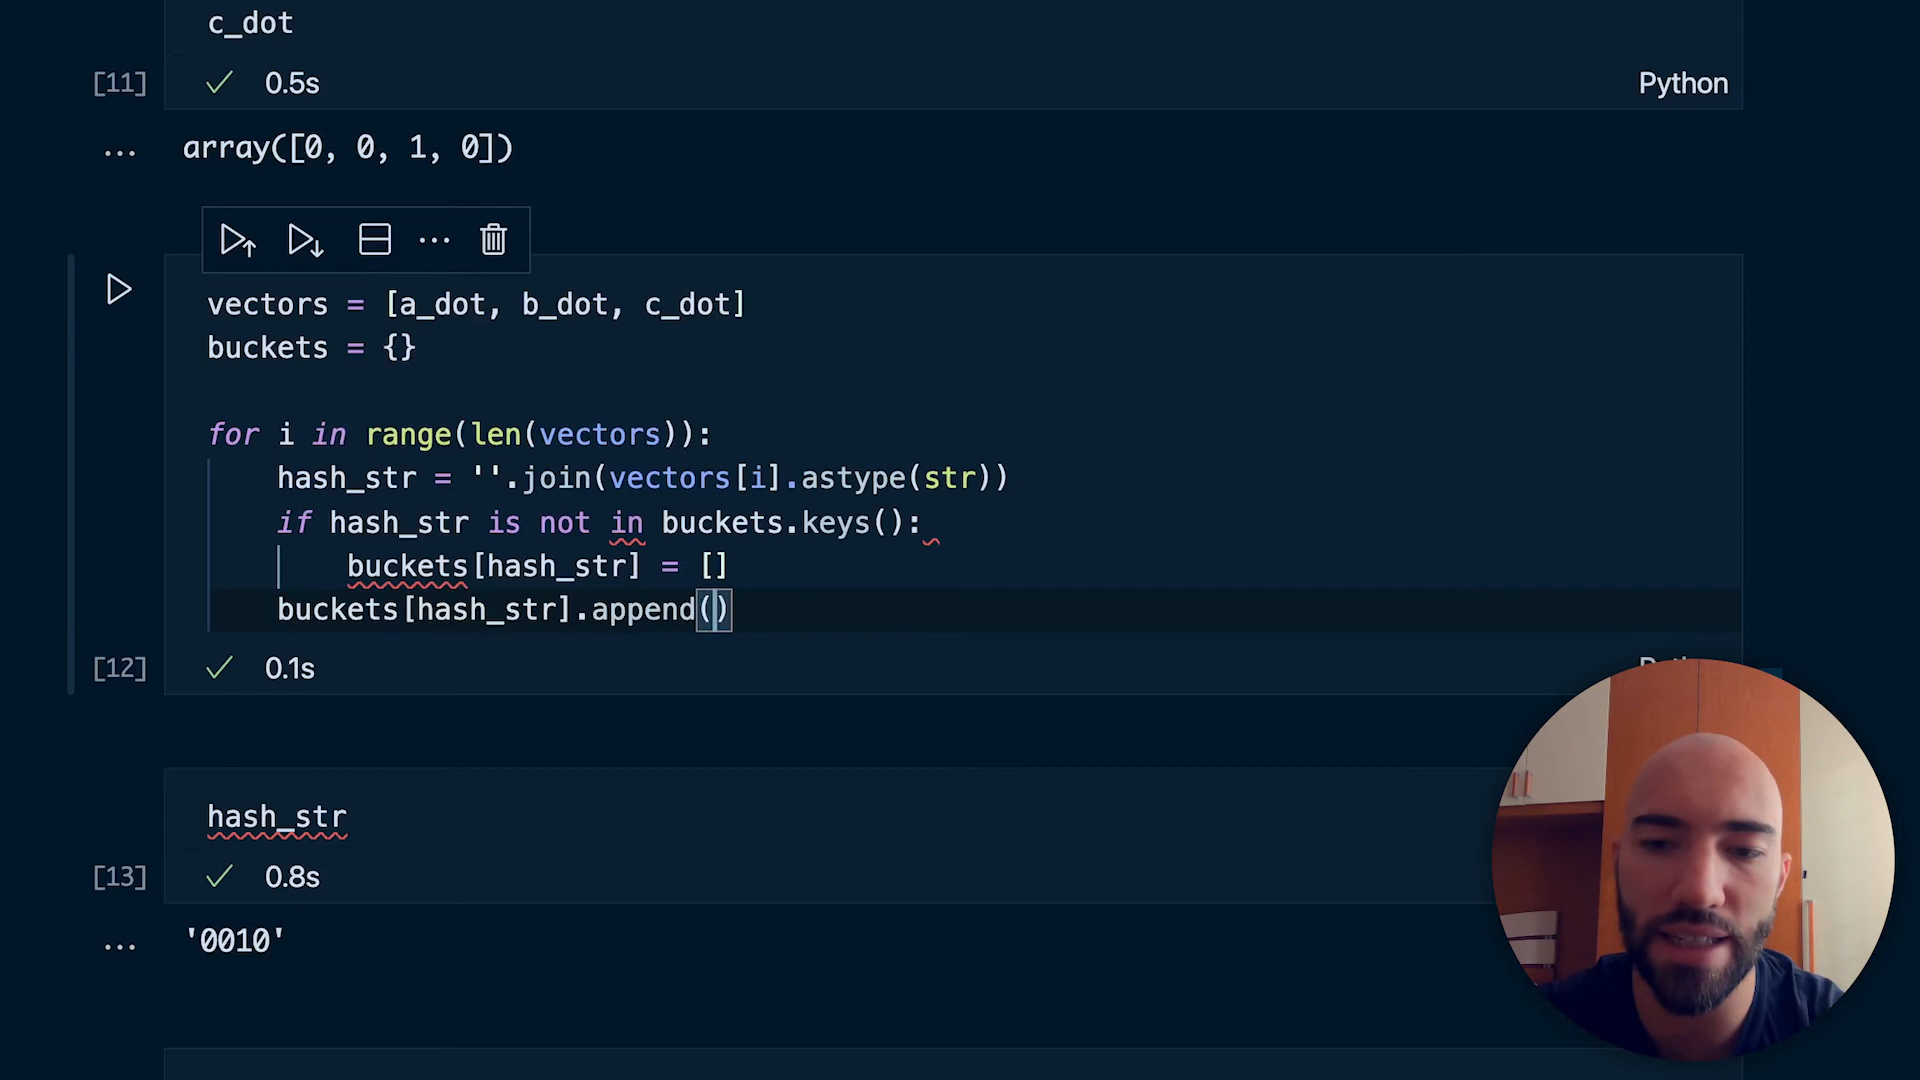 c_dot
[11] 0.5s Python
... array([0, 0, 1, 0])
...
vectors = [a_dot, b_dot, c_dot]
buckets = {}
for i in range(len(vectors)):
    hash_str = ''.join(vectors[i].astype(str))
    if hash_str is not in buckets.keys():
        buckets[hash_str] = []
    buckets[hash_str].append()
[12] 0.1s
hash_str
[13] 0.8s
... '0010'